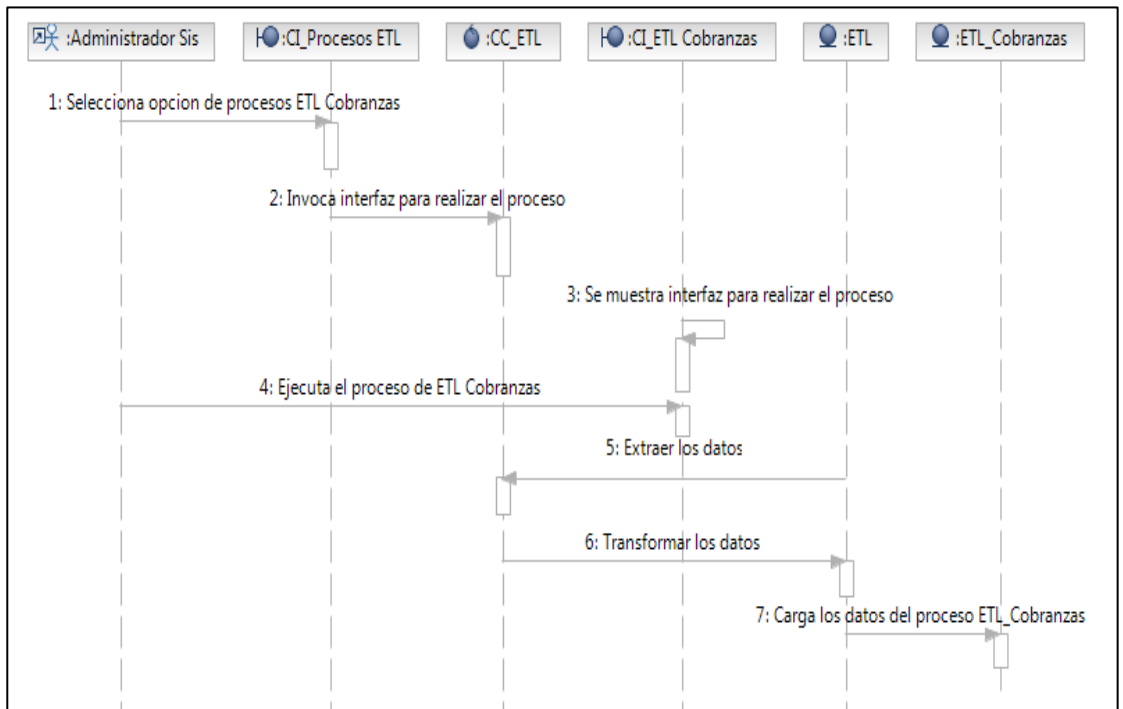 :Administrador Sis
:CI_Procesos ETL
:CC_ETL
:CI_ETL Cobranzas
:ETL
:ETL_Cobranzas
1: Selecciona opcion de procesos ETL Cobranzas
2: Invoca interfaz para realizar el proceso
3: Se muestra interfaz para realizar el proceso
4: Ejecuta el proceso de ETL Cobranzas
5: Extraer los datos
6: Transformar los datos
7: Carga los datos del proceso ETL_Cobranzas